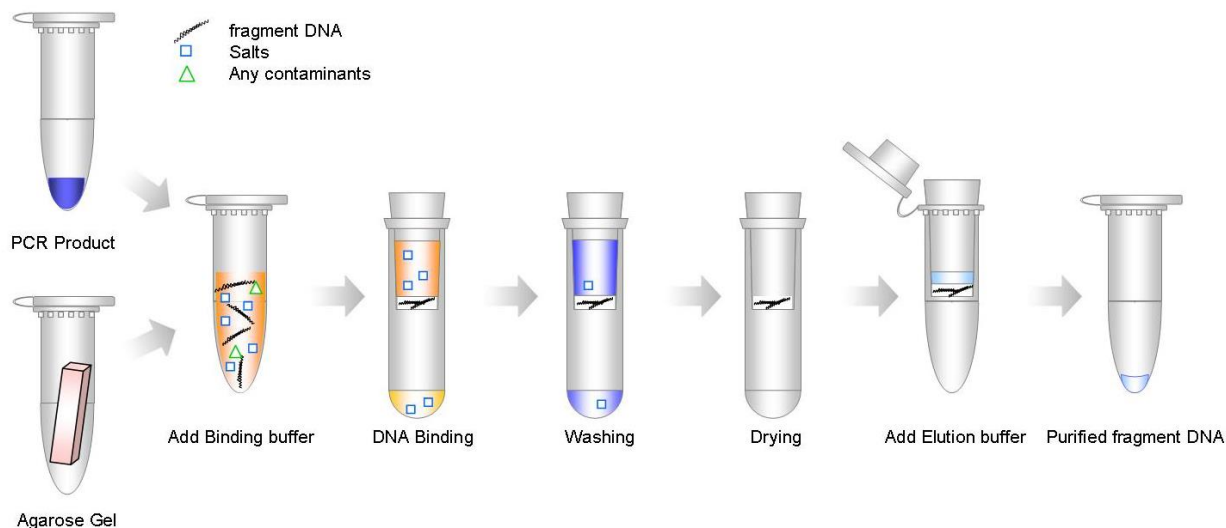 fragment DNA
Salts
Any contaminants
PCR Product
Agarose Gel
Add Binding buffer
DNA Binding
Washing
Drying
Add Elution buffer
Purified fragment DNA